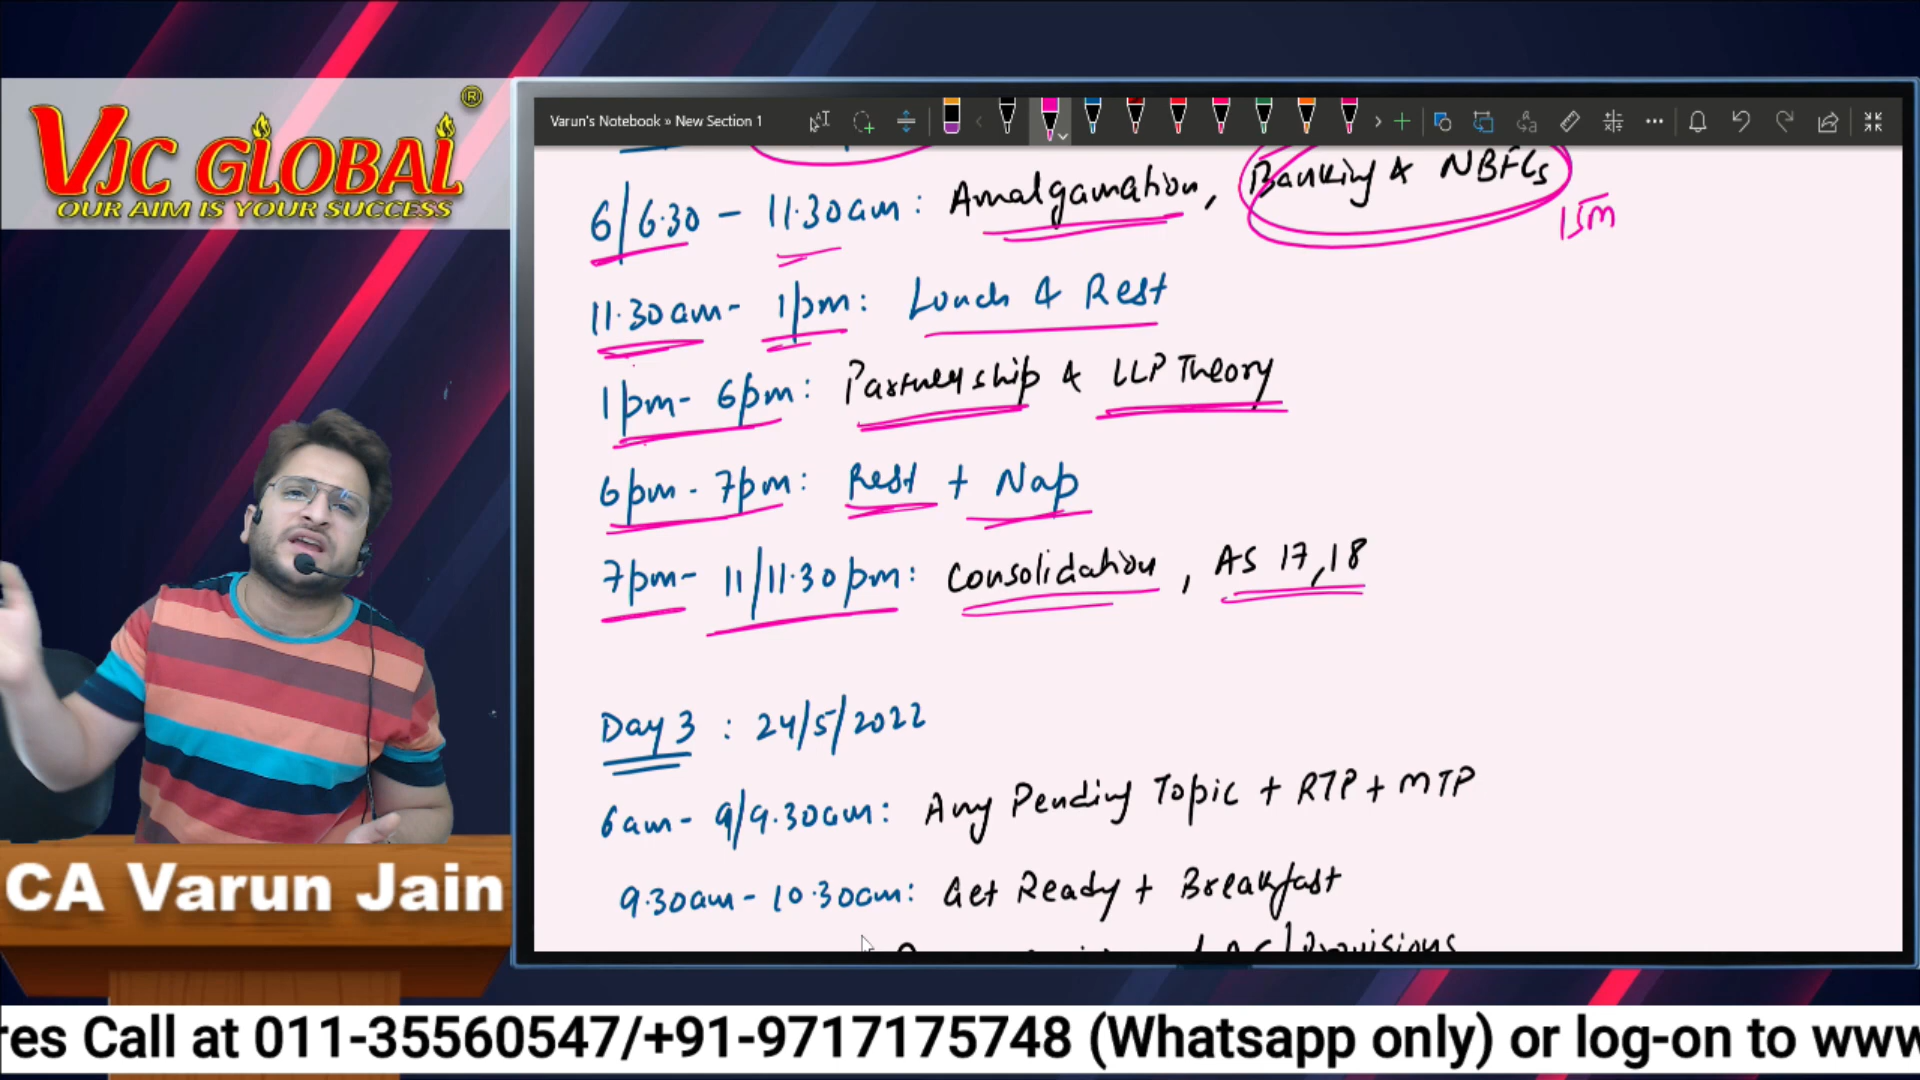 VJC GLOBAL ®
OUR AIM IS YOUR SUCCESS
Varun's Notebook » New Section 1
6/6.30 - 11.30am: Amalgamation, Banking & NBFCs
15m
11.30am- 1pm: Lunch & Rest
1pm- 6pm: Partnership & LLP Theory
6pm - 7pm: Rest + Nap
7pm- 11/11.30pm: Consolidation, AS 17,18
Day 3 : 24/5/2022
6am- 9/9.30am: Any Pending Topic + RTP + MTP
9.30am - 10.30am: Get Ready + Breakfast
AS/Provisions
CA Varun Jain
res Call at 011-35560547/+91-9717175748 (Whatsapp only) or log-on to www